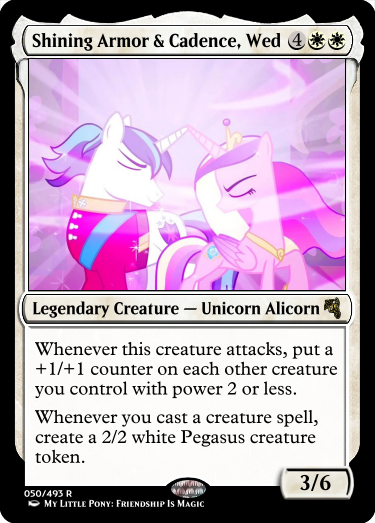 Shining Armor & Cadence, Wed 4
Legendary Creature — Unicorn Alicorn
Whenever this creature attacks, put a
+1/+1 counter on each other creature
you control with power 2 or less.
Whenever you cast a creature spell,
create a 2/2 white Pegasus creature
token.
3/6
050/493 R
My Little Pony: Friendship Is Magic